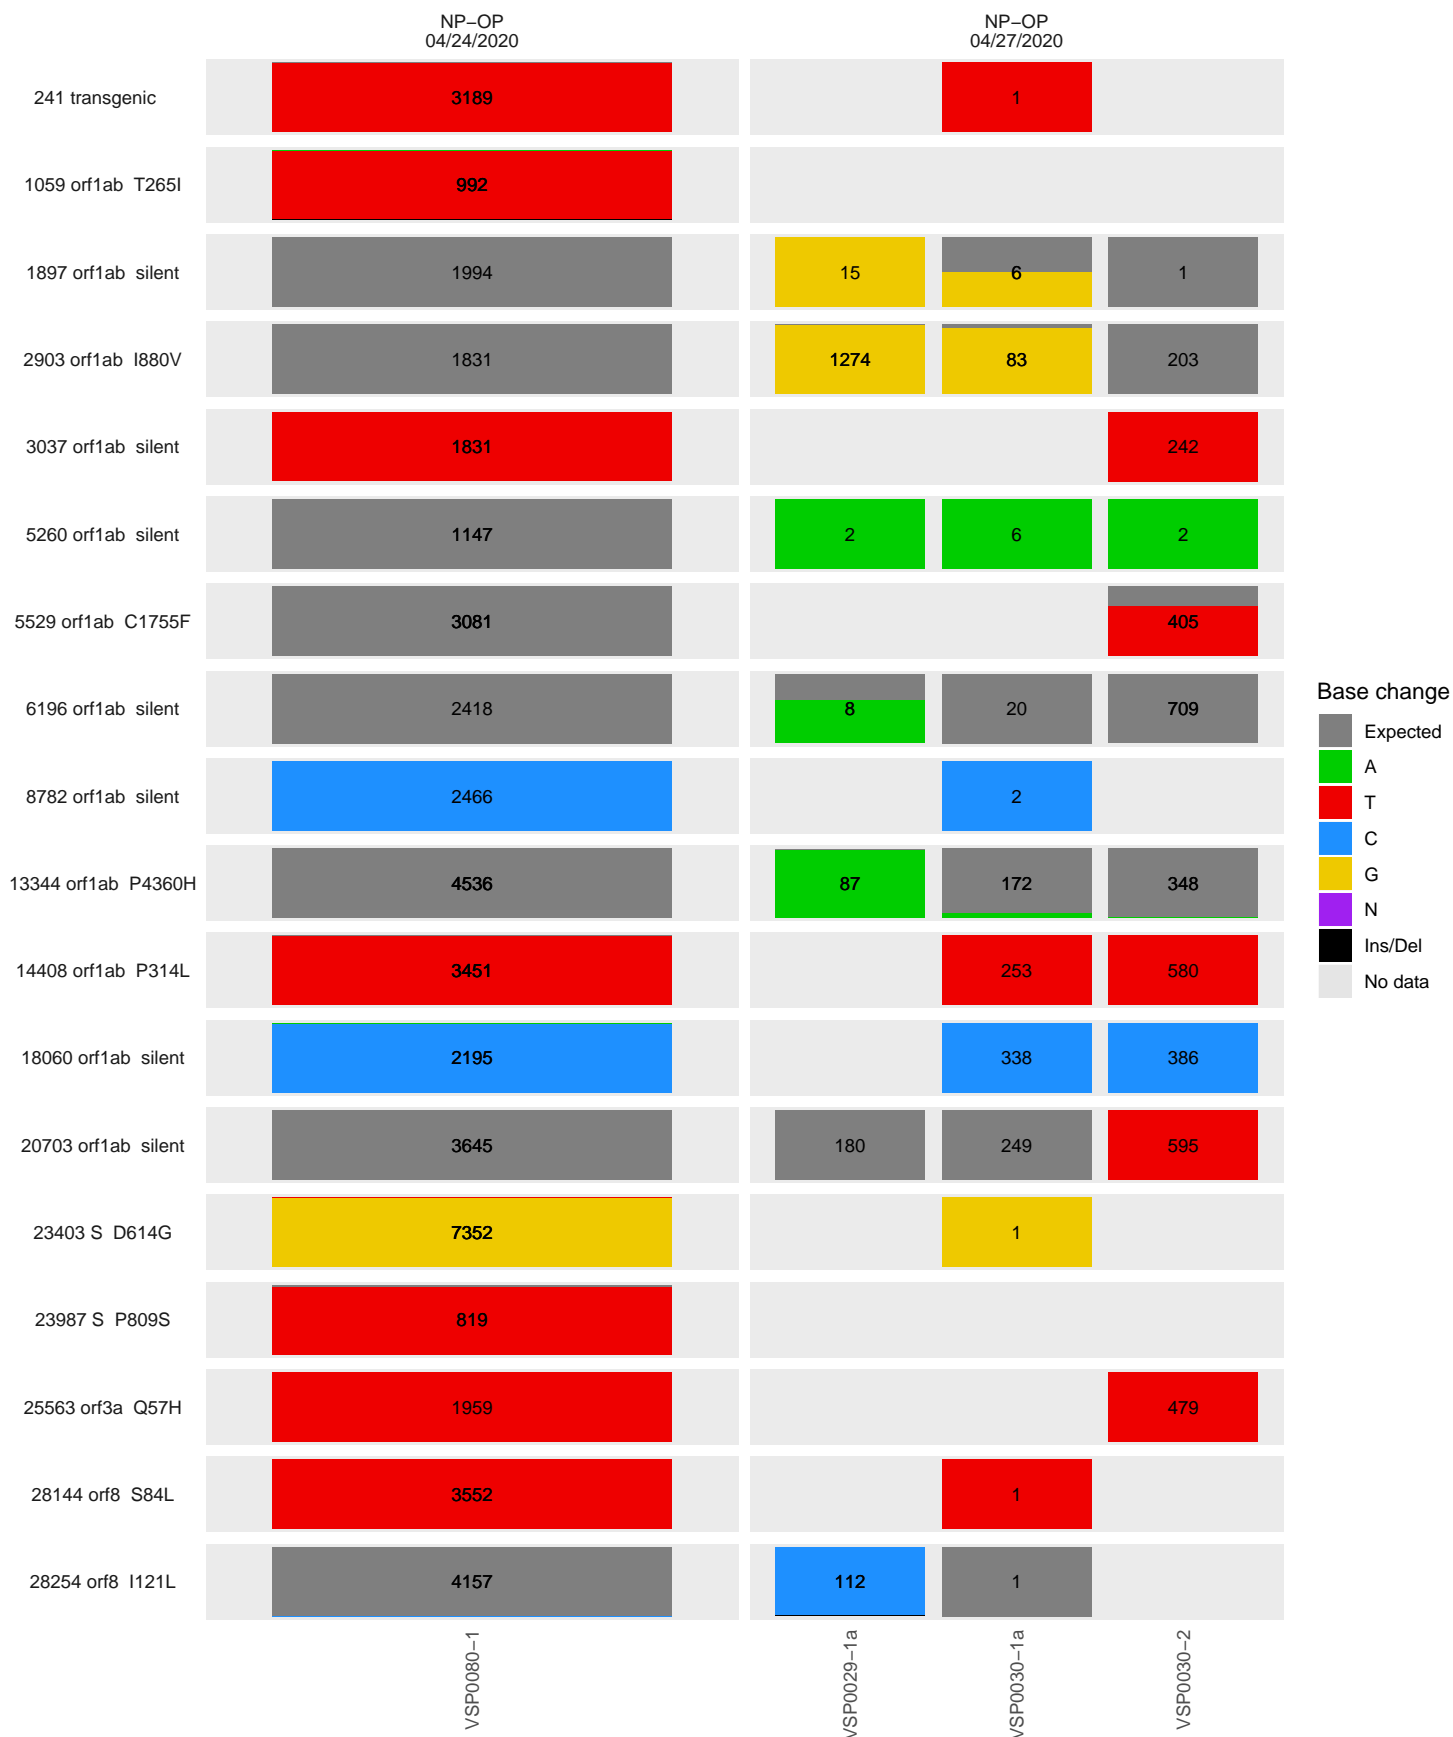 NP−OP
04/24/2020
NP−OP
04/27/2020
241 transgenic 3189 1
1059 orf1ab T265I 992
1897 orf1ab silent 1994 15 6 1
2903 orf1ab I880V 1831 1274 83 203
3037 orf1ab silent 1831 242
5260 orf1ab silent 1147 2 6 2
5529 orf1ab C1755F 3081 405
6196 orf1ab silent 2418 8 20 709
8782 orf1ab silent 2466 2
13344 orf1ab P4360H 4536 87 172 348
14408 orf1ab P314L 3451 253 580
18060 orf1ab silent 2195 338 386
20703 orf1ab silent 3645 180 249 595
23403 S D614G 7352 1
23987 S P809S 819
25563 orf3a Q57H 1959 479
28144 orf8 S84L 3552 1
28254 orf8 I121L 4157 112 1
VSP0080−1
VSP0029−1a
VSP0030−1a
VSP0030−2
Base change
Expected
A
T
C
G
N
Ins/Del
No data